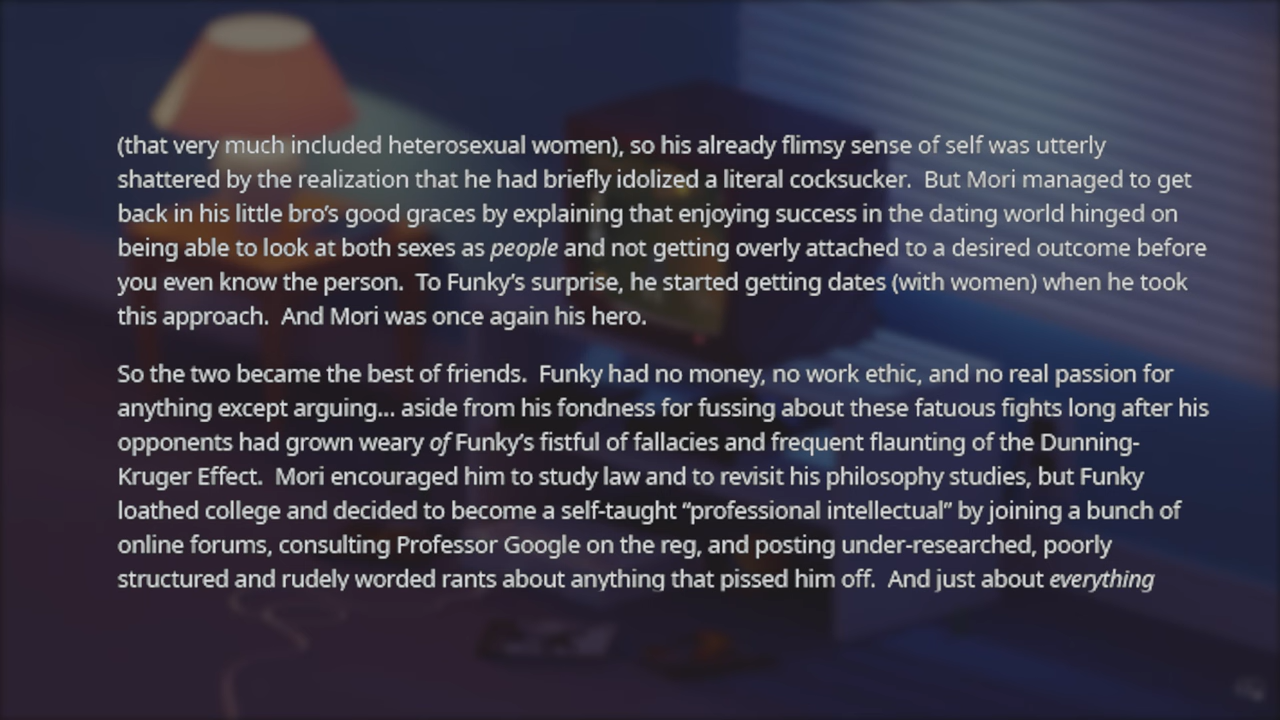 (that very much included heterosexual women), so his already flimsy sense of self was utterly
shattered by the realization that he had briefly idolized a literal cocksucker.  But Mori managed to get
back in his little bro’s good graces by explaining that enjoying success in the dating world hinged on
being able to look at both sexes as people and not getting overly attached to a desired outcome before
you even know the person.  To Funky’s surprise, he started getting dates (with women) when he took
this approach.  And Mori was once again his hero.
So the two became the best of friends.  Funky had no money, no work ethic, and no real passion for
anything except arguing... aside from his fondness for fussing about these fatuous fights long after his
opponents had grown weary of Funky’s fistful of fallacies and frequent flaunting of the Dunning-
Kruger Effect.  Mori encouraged him to study law and to revisit his philosophy studies, but Funky
loathed college and decided to become a self-taught “professional intellectual” by joining a bunch of
online forums, consulting Professor Google on the reg, and posting under-researched, poorly
structured and rudely worded rants about anything that pissed him off.  And just about everything